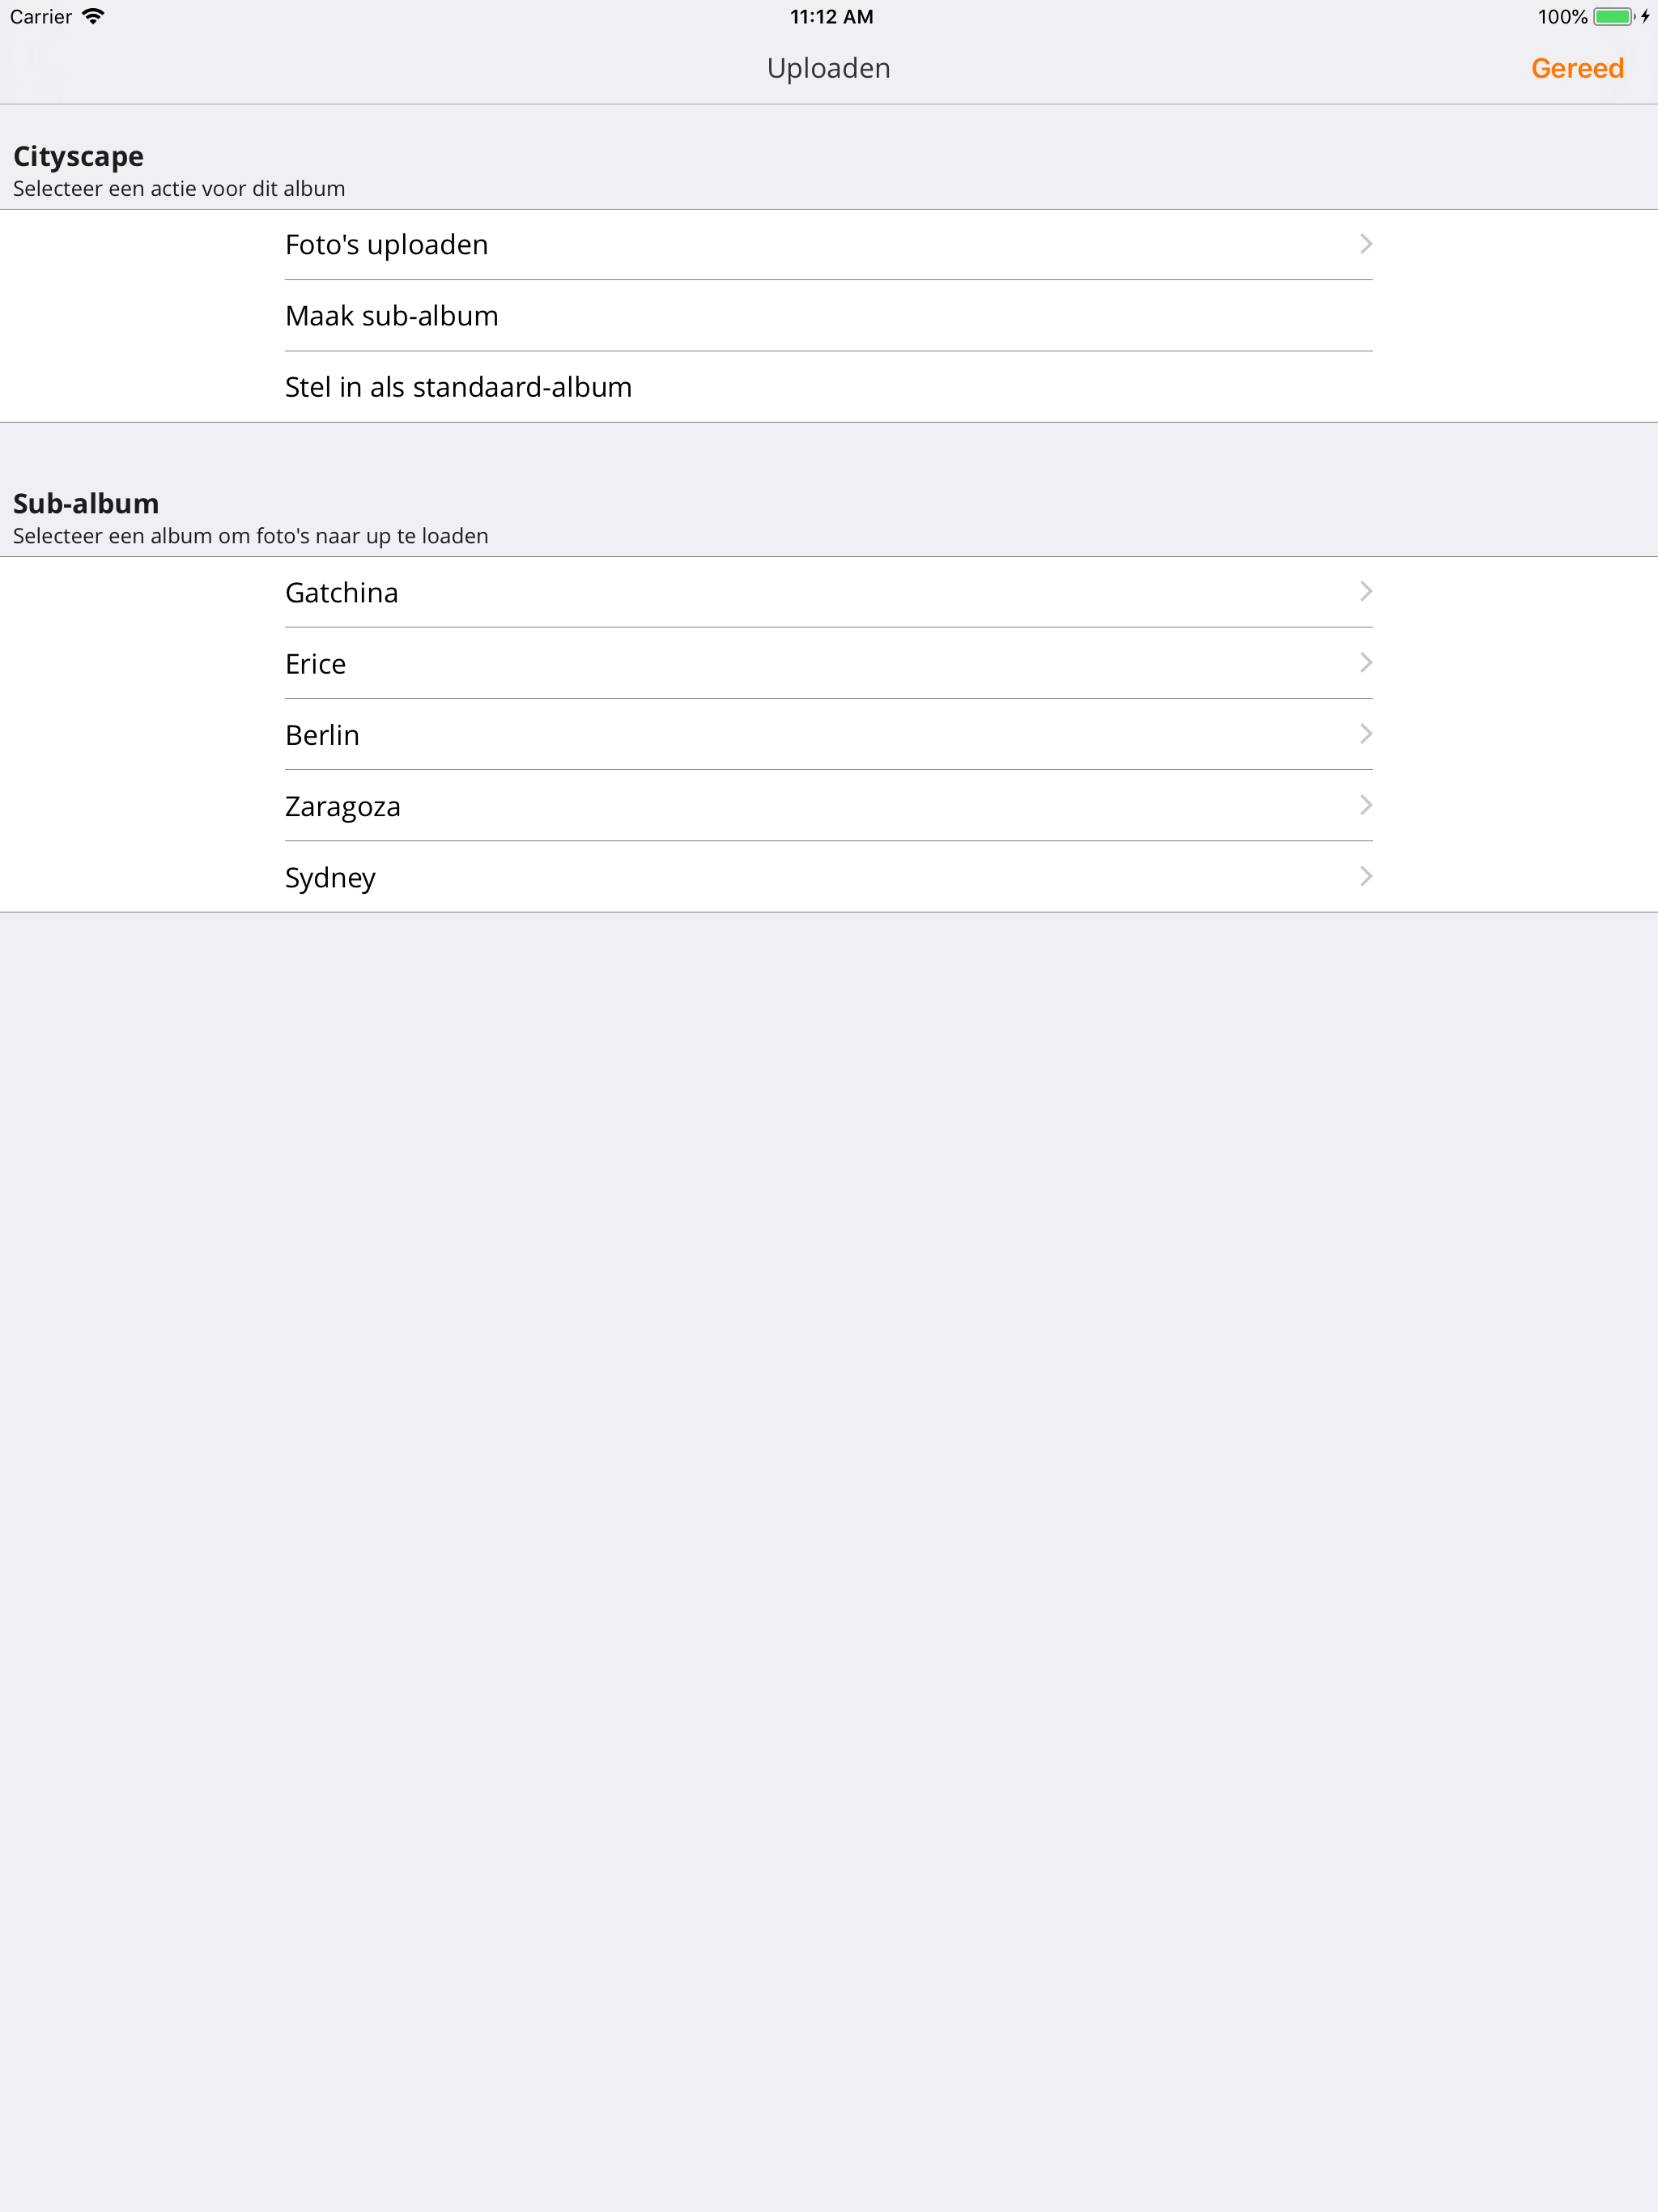 Carrier
11:12 AM
100%
Uploaden
Gereed
Cityscape
Selecteer een actie voor dit album
Foto's uploaden
Maak sub-album
Stel in als standaard-album
Sub-album
Selecteer een album om foto's naar up te loaden
Gatchina
Erice
Berlin
Zaragoza
Sydney